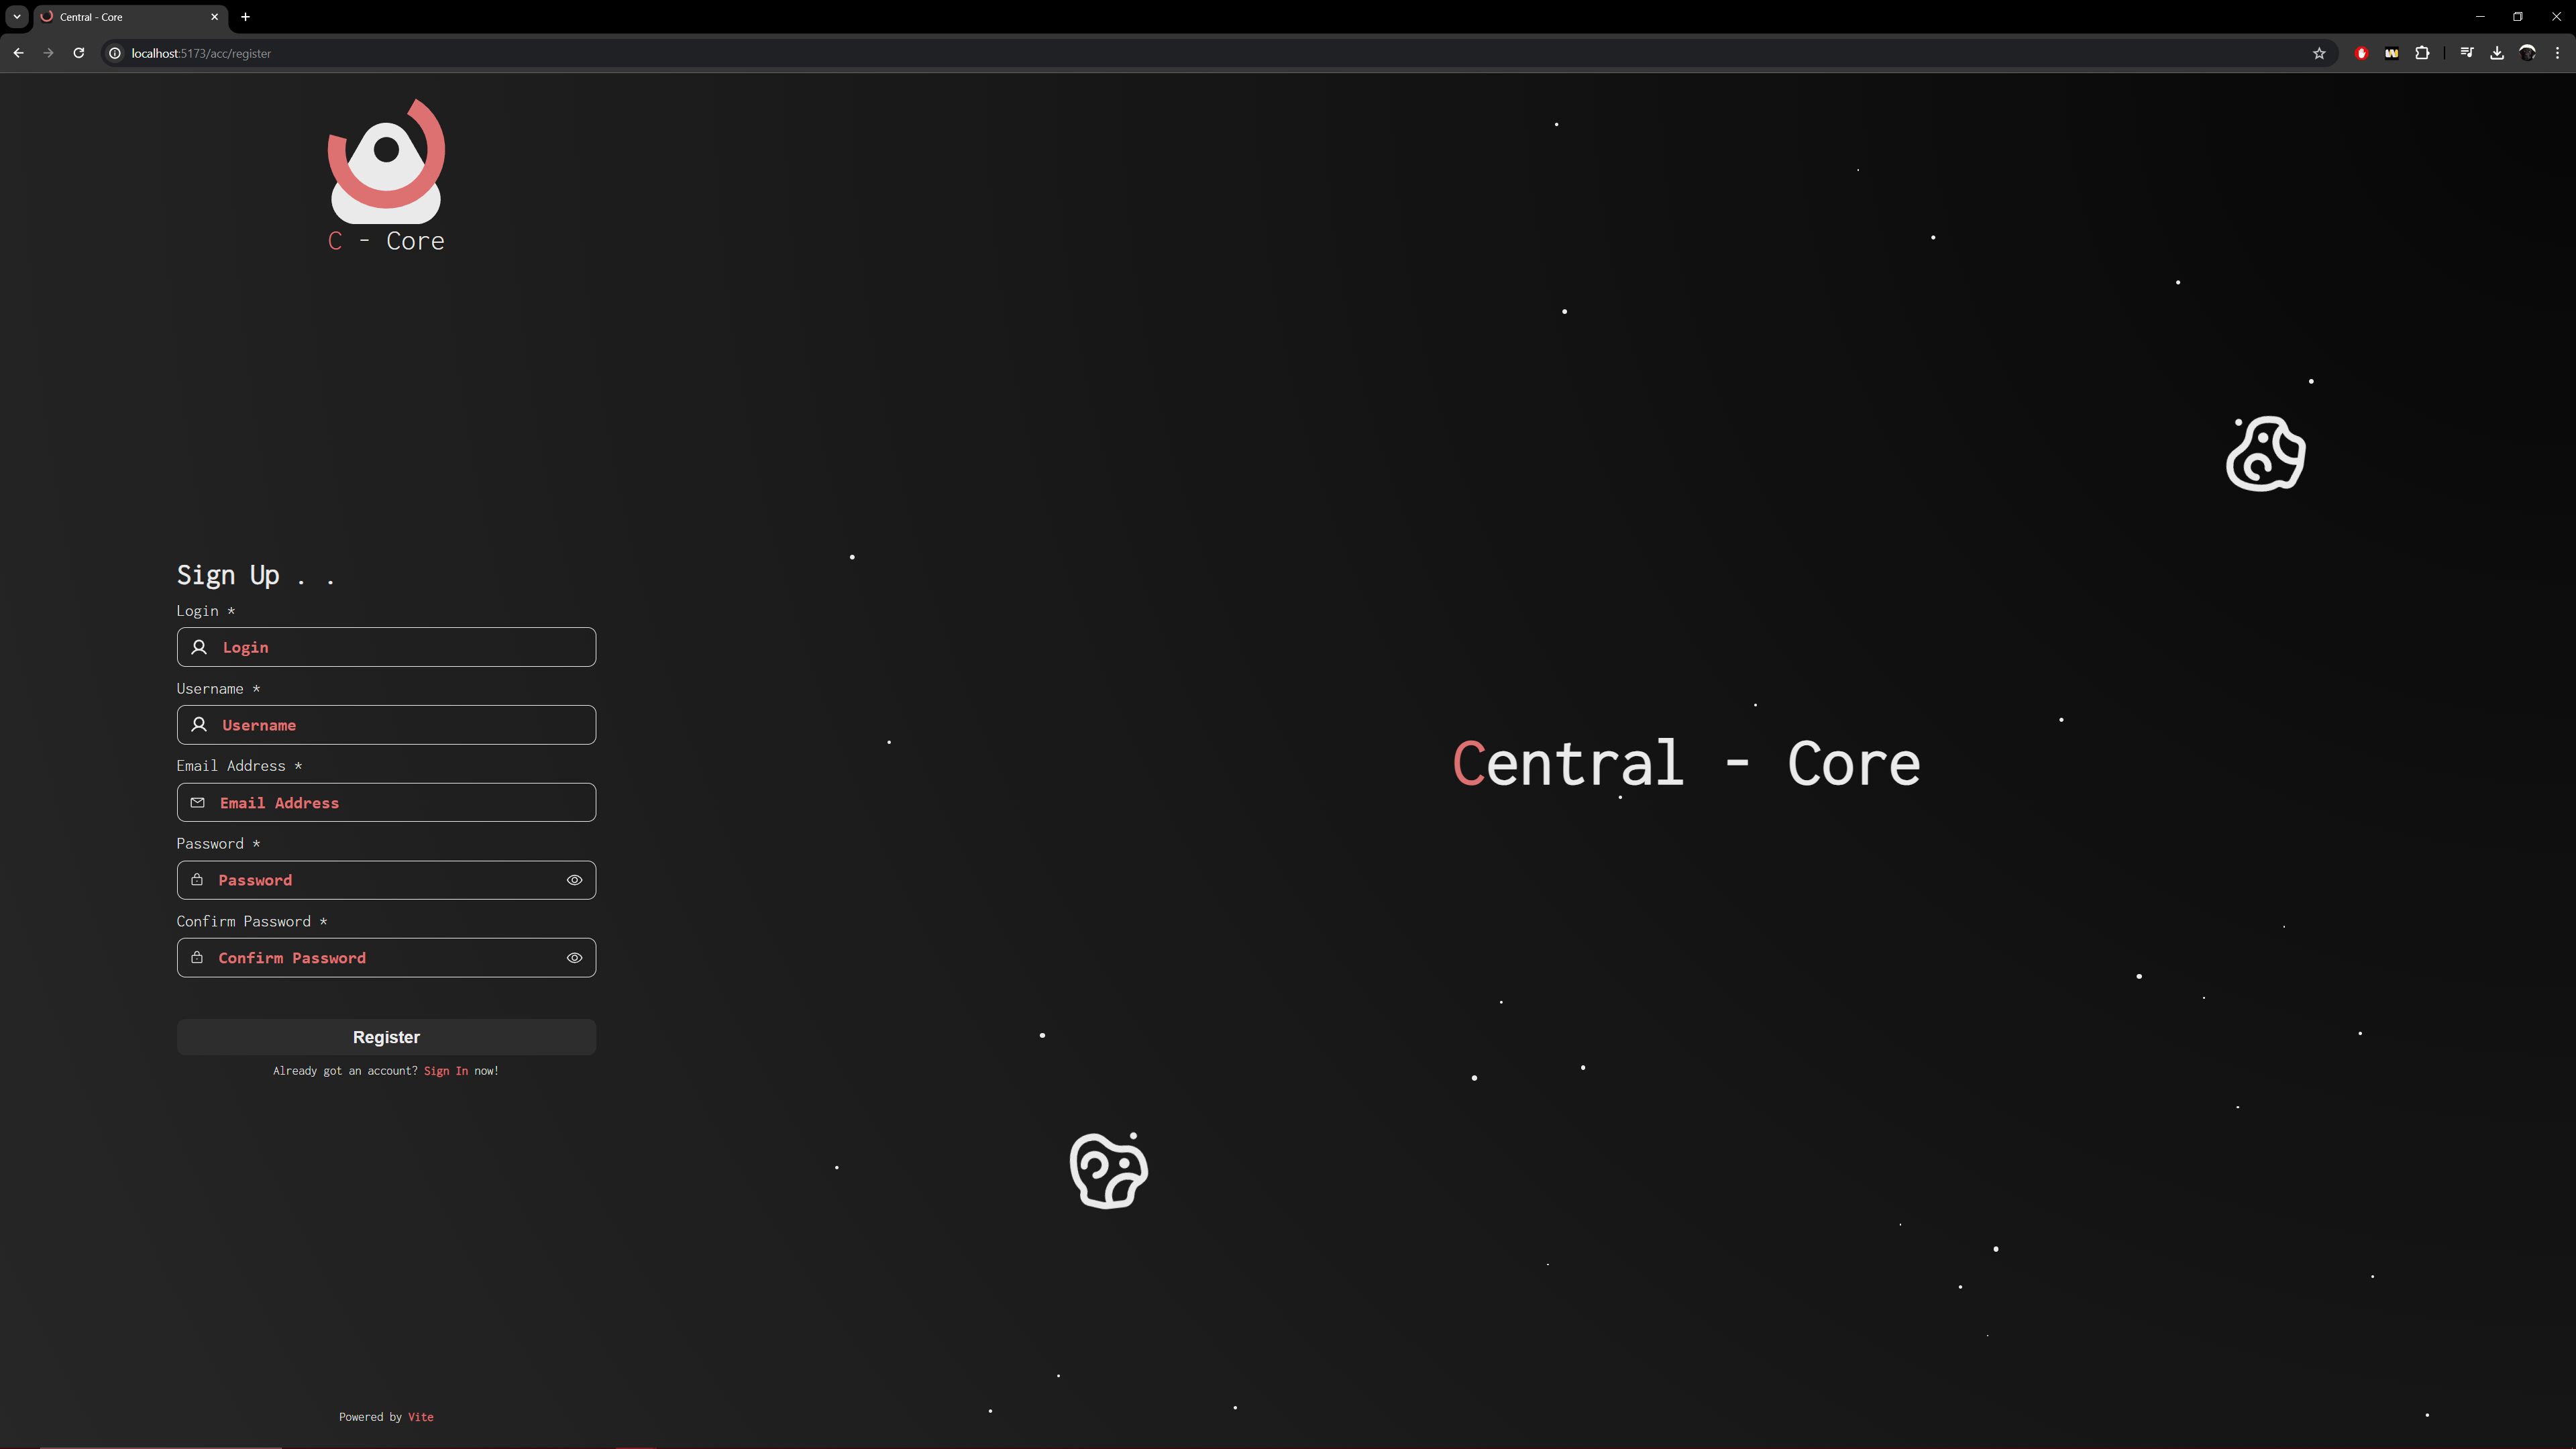 Central - Core
localhost:5173/acc/register
C - Core
Sign Up . .
Login *
Login
Username *
Username
Email Address *
Email Address
Password *
Password
Confirm Password *
Confirm Password
Register
Already got an account? Sign In now!
Central - Core
Powered by Vite